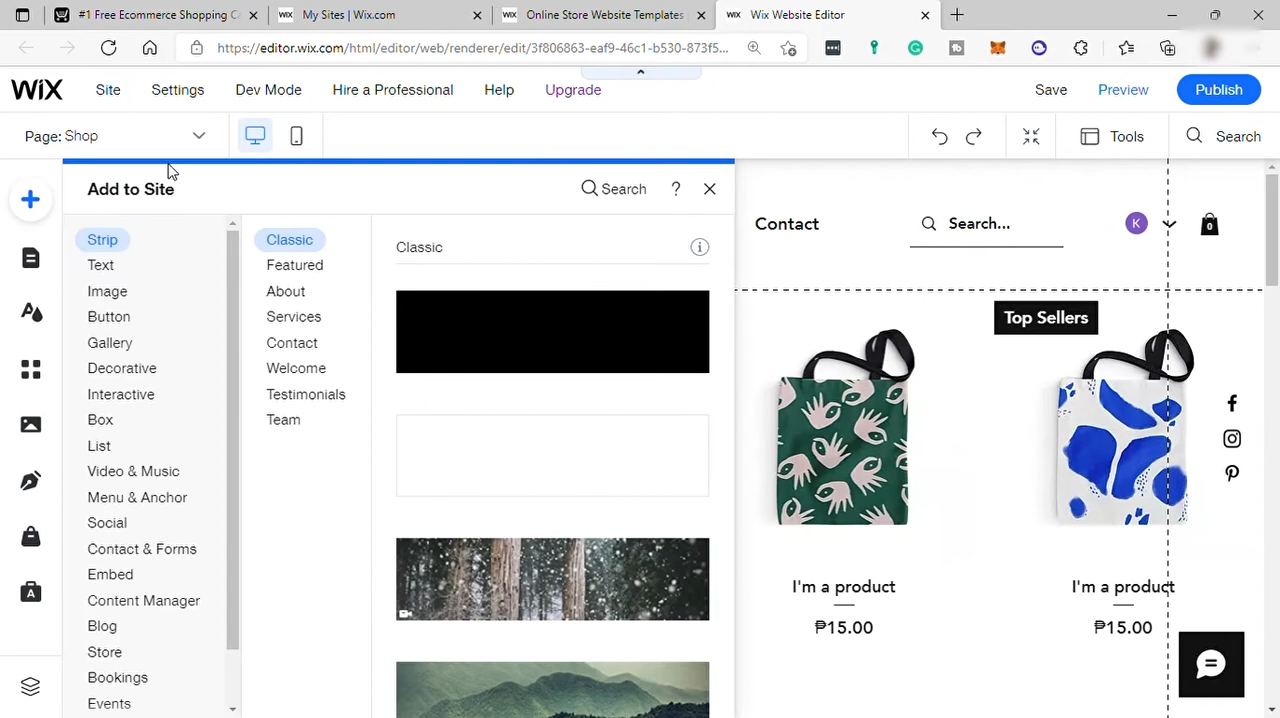 #1 Free Ecommerce Shopping Ca
WIX My Sites | Wix.com
WIX Online Store Website Templates
WIX Wix Website Editor
https://editor.wix.com/html/editor/web/renderer/edit/3f806863-eaf9-46c1-b530-873f5...
WIX Site Settings Dev Mode Hire a Professional Help Upgrade Save Preview Publish
Page: Shop Tools Search
Add to Site Search ?
Strip
Text
Image
Button
Gallery
Decorative
Interactive
Box
List
Video & Music
Menu & Anchor
Social
Contact & Forms
Embed
Content Manager
Blog
Store
Bookings
Events
Classic
Featured
About
Services
Contact
Welcome
Testimonials
Team
Classic
Contact Search... K 0
Top Sellers
I'm a product
₱15.00
I'm a product
₱15.00